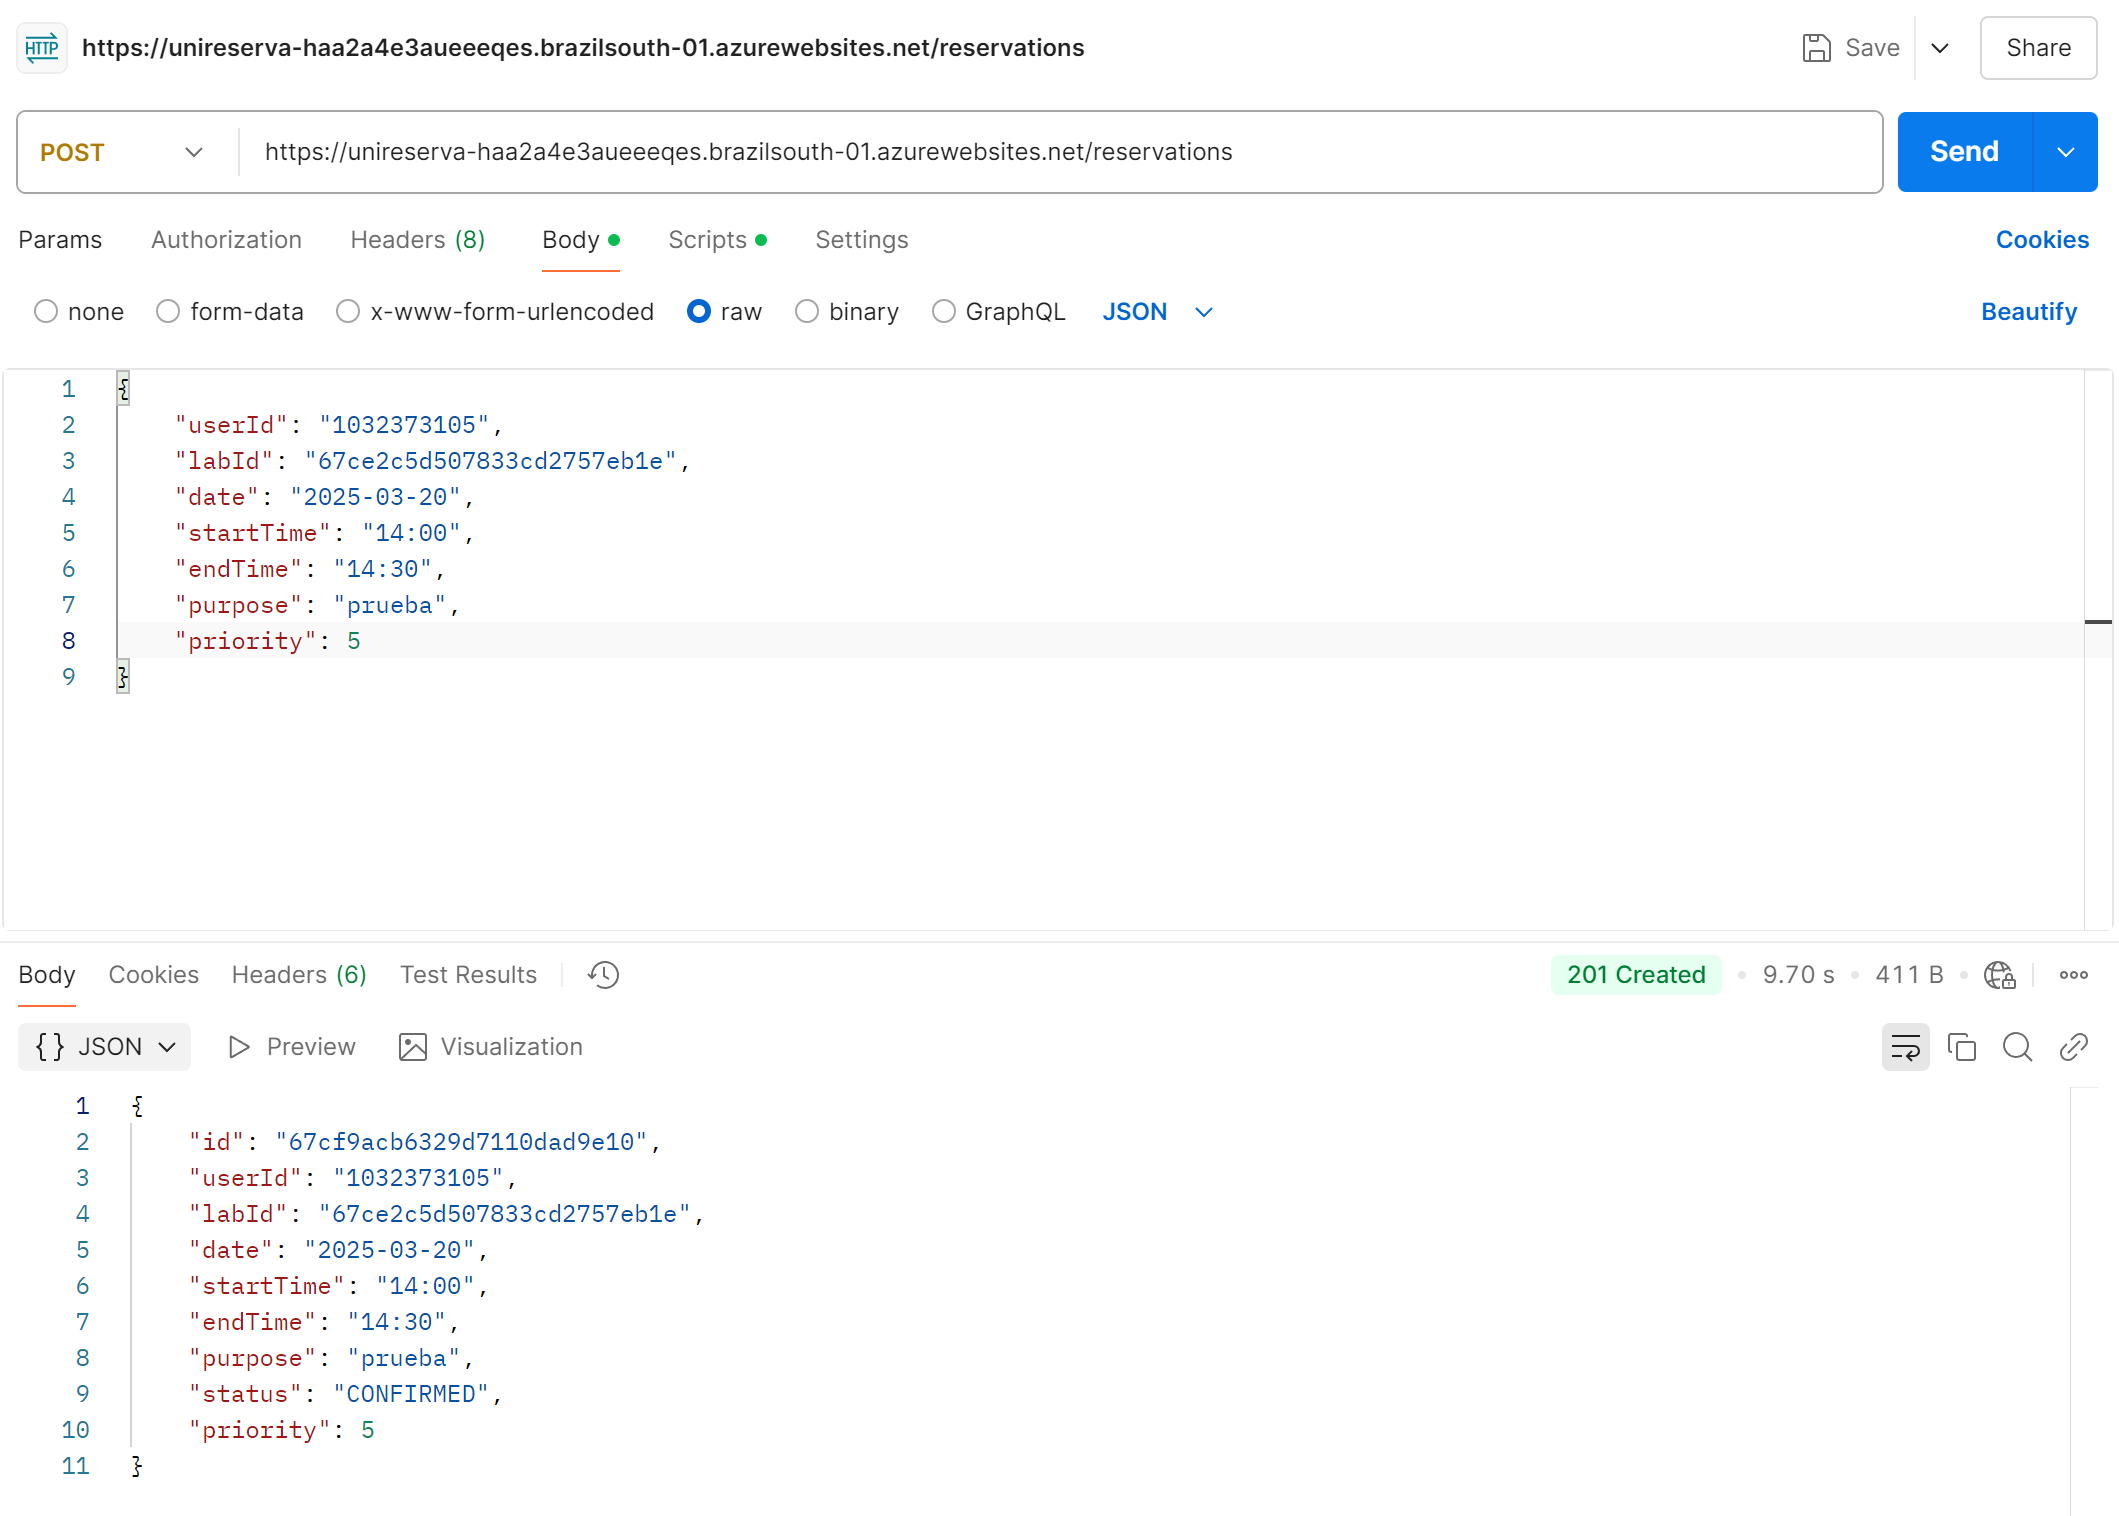 HTTP https://unireserva-haa2a4e3aueeeqes.brazilsouth-01.azurewebsites.net/reservations Save Share
POST https://unireserva-haa2a4e3aueeeqes.brazilsouth-01.azurewebsites.net/reservations Send
Params Authorization Headers (8) Body Scripts Settings Cookies
none form-data x-www-form-urlencoded raw binary GraphQL JSON Beautify
1 {
2 "userId": "1032373105",
3 "labId": "67ce2c5d507833cd2757eb1e",
4 "date": "2025-03-20",
5 "startTime": "14:00",
6 "endTime": "14:30",
7 "purpose": "prueba",
8 "priority": 5
9 }
Body Cookies Headers (6) Test Results 201 Created 9.70 s 411 B
{} JSON Preview Visualization
1 {
2 "id": "67cf9acb6329d7110dad9e10",
3 "userId": "1032373105",
4 "labId": "67ce2c5d507833cd2757eb1e",
5 "date": "2025-03-20",
6 "startTime": "14:00",
7 "endTime": "14:30",
8 "purpose": "prueba",
9 "status": "CONFIRMED",
10 "priority": 5
11 }